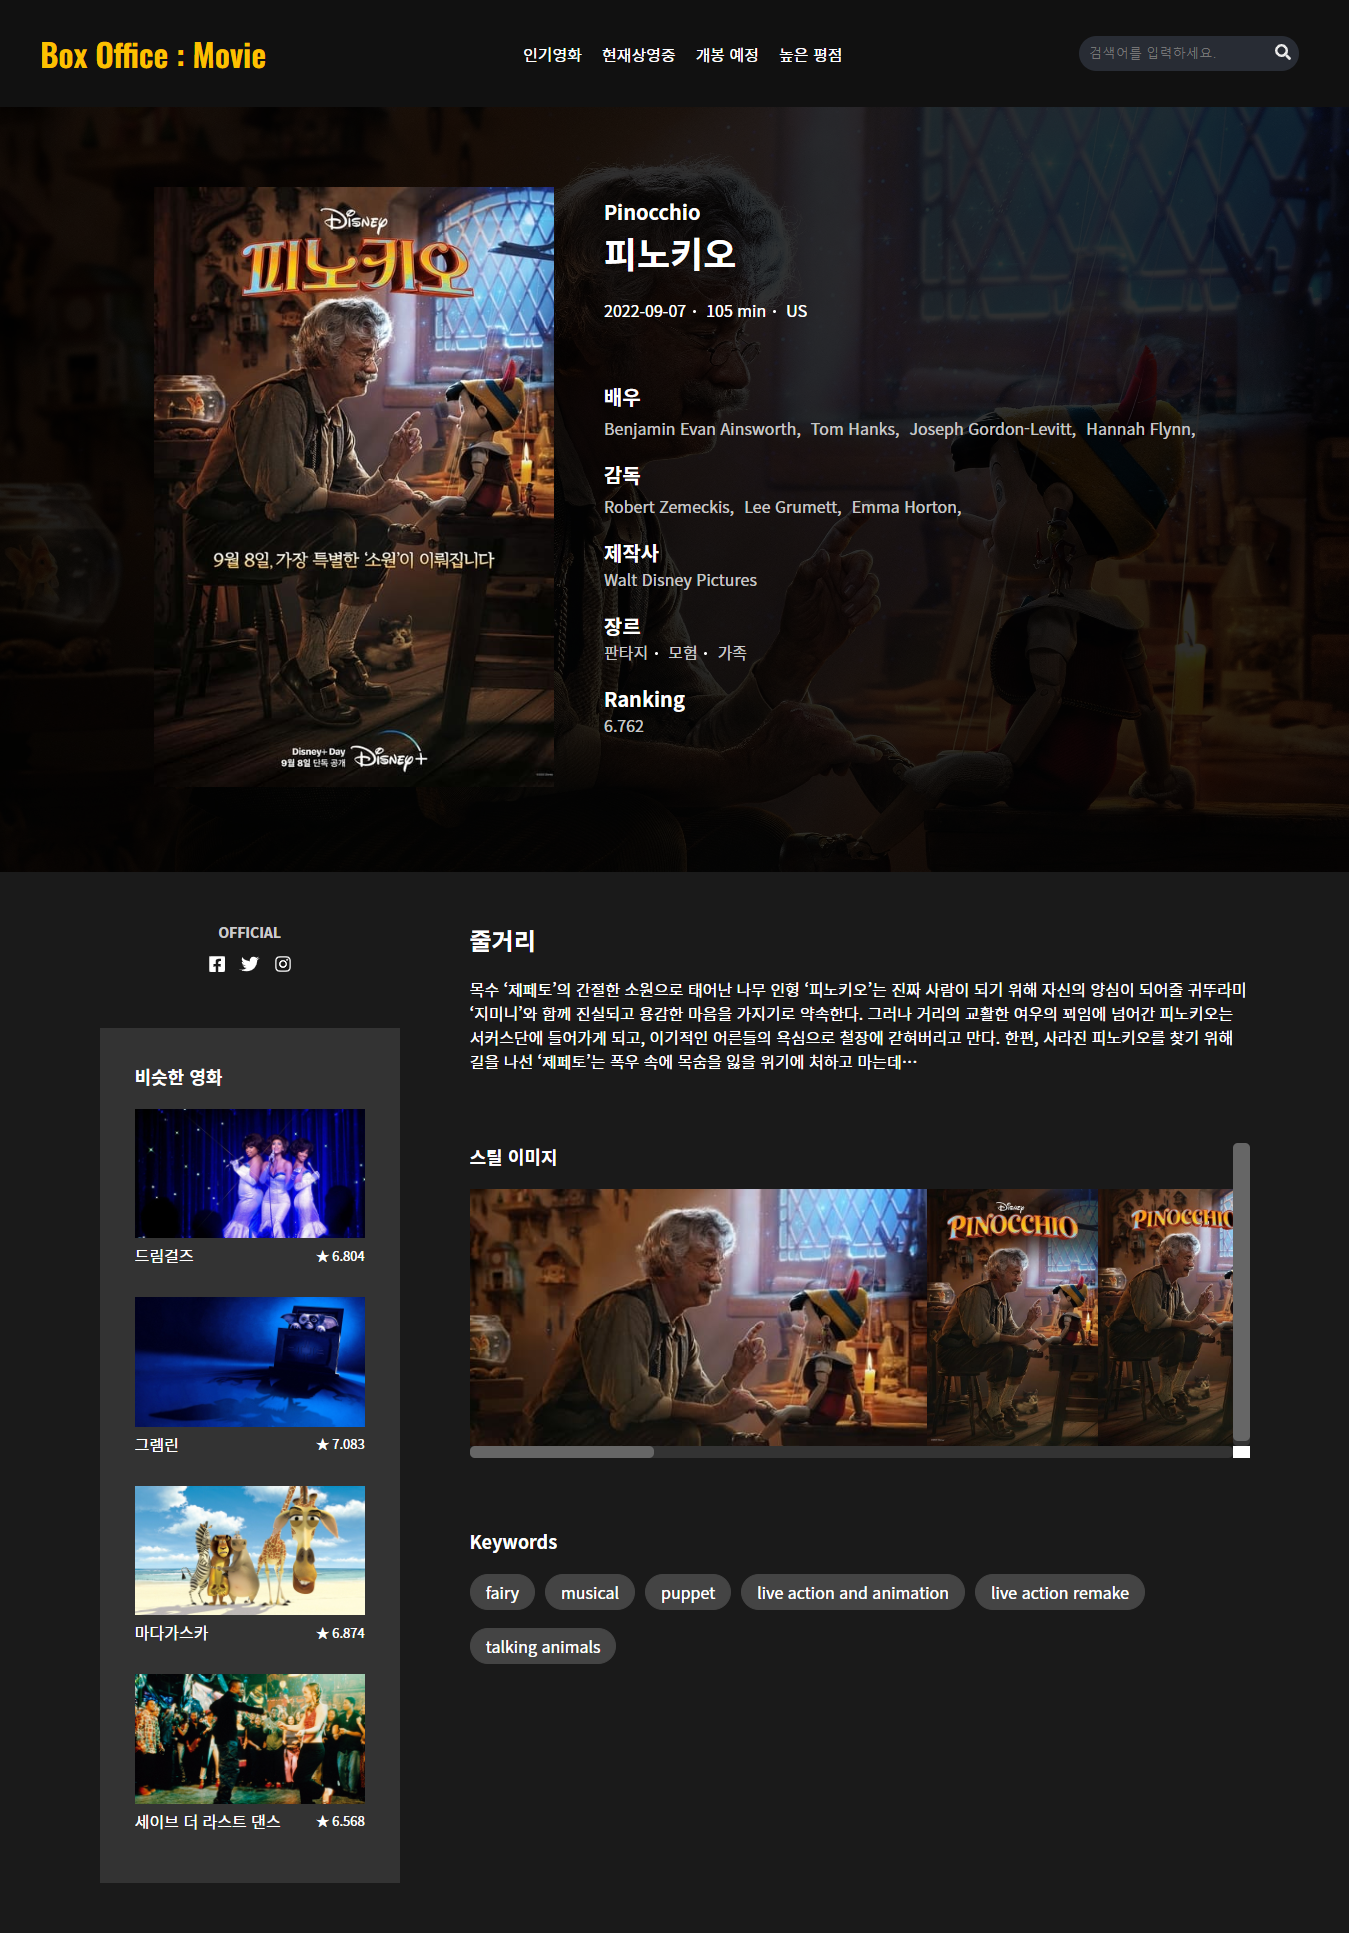 Box Office : Movie
인기영화 현재상영중 개봉 예정 높은 평점
검색어를 입력하세요.
Disney
피노키오
9월 8일, 가장 특별한 '소원'이 이뤄집니다
Disney+ Day
9월 8일 단독 공개
Disney+
Pinocchio
피노키오
2022-09-07 · 105 min · US
배우
Benjamin Evan Ainsworth, Tom Hanks, Joseph Gordon-Levitt, Hannah Flynn,
감독
Robert Zemeckis, Lee Grumett, Emma Horton,
제작사
Walt Disney Pictures
장르
판타지 · 모험 · 가족
Ranking
6.762
OFFICIAL
비슷한 영화
드림걸즈 ★ 6.804
그렘린 ★ 7.083
마다가스카 ★ 6.874
세이브 더 라스트 댄스 ★ 6.568
줄거리
목수 ‘제페토’의 간절한 소원으로 태어난 나무 인형 ‘피노키오’는 진짜 사람이 되기 위해 자신의 양심이 되어줄 귀뚜라미
‘지미니’와 함께 진실되고 용감한 마음을 가지기로 약속한다. 그러나 거리의 교활한 여우의 꾀임에 넘어간 피노키오는
서커스단에 들어가게 되고, 이기적인 어른들의 욕심으로 철장에 갇혀버리고 만다. 한편, 사라진 피노키오를 찾기 위해
길을 나선 ‘제페토’는 폭우 속에 목숨을 잃을 위기에 처하고 마는데…
스틸 이미지
Disney
PINOCCHIO
PINOCCHIO
Keywords
fairy musical puppet live action and animation live action remake
talking animals